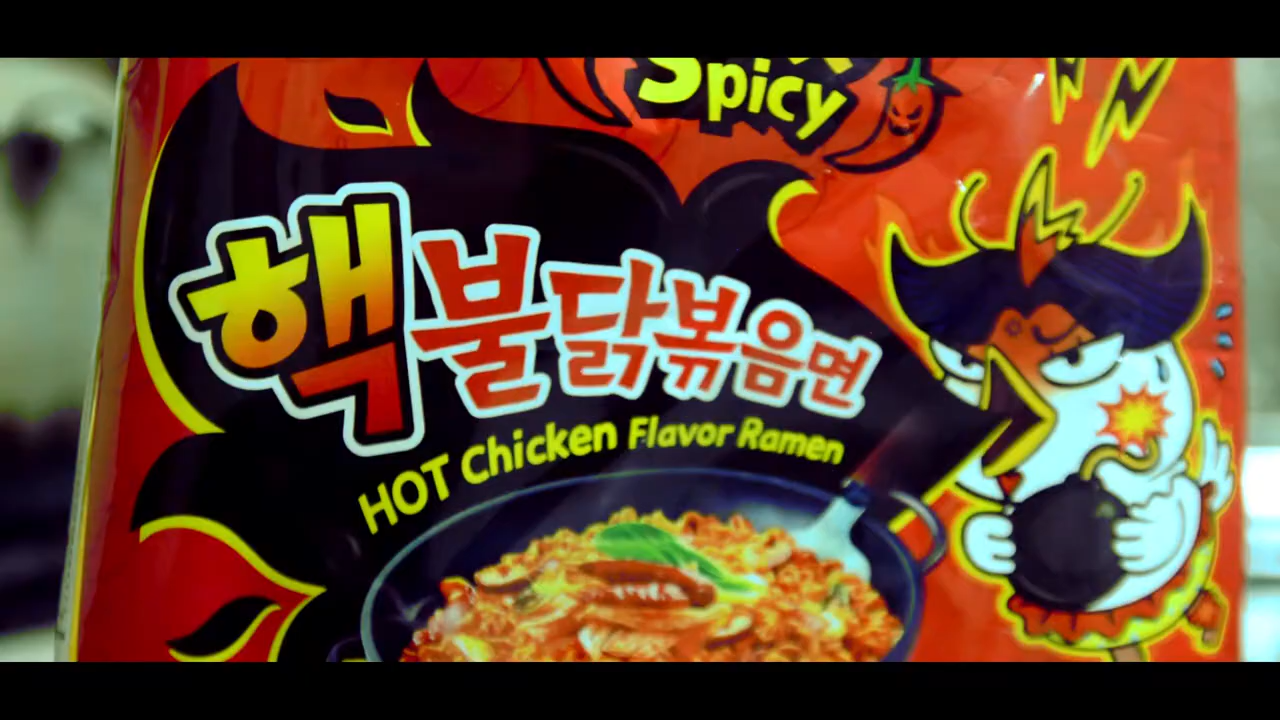 Spicy
핵불닭볶음면
HOT Chicken Flavor Ramen